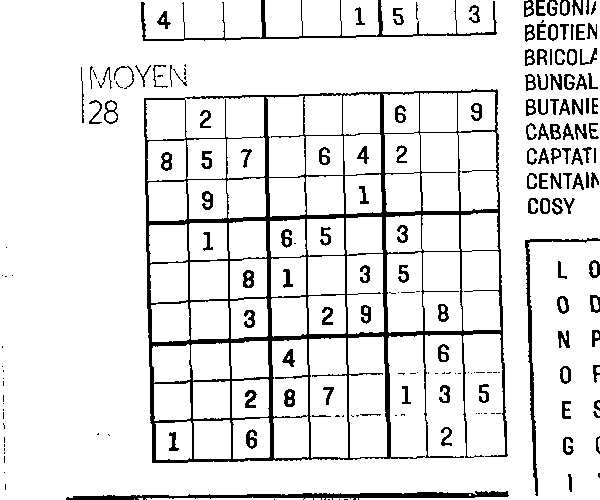 4 1 5 3
MOYEN
28
2 6 9
8 5 7 6 4 2
9 1
1 6 5 3
8 1 3 5
3 2 9 8
4 6
2 8 7 1 3 5
1 6 2
BÉOTIEN
BRICOLA
BUNGAL
BUTANIE
CABANE
CAPTATI
CENTAIN
COSY
L O
O D
N P
O F
E S
G